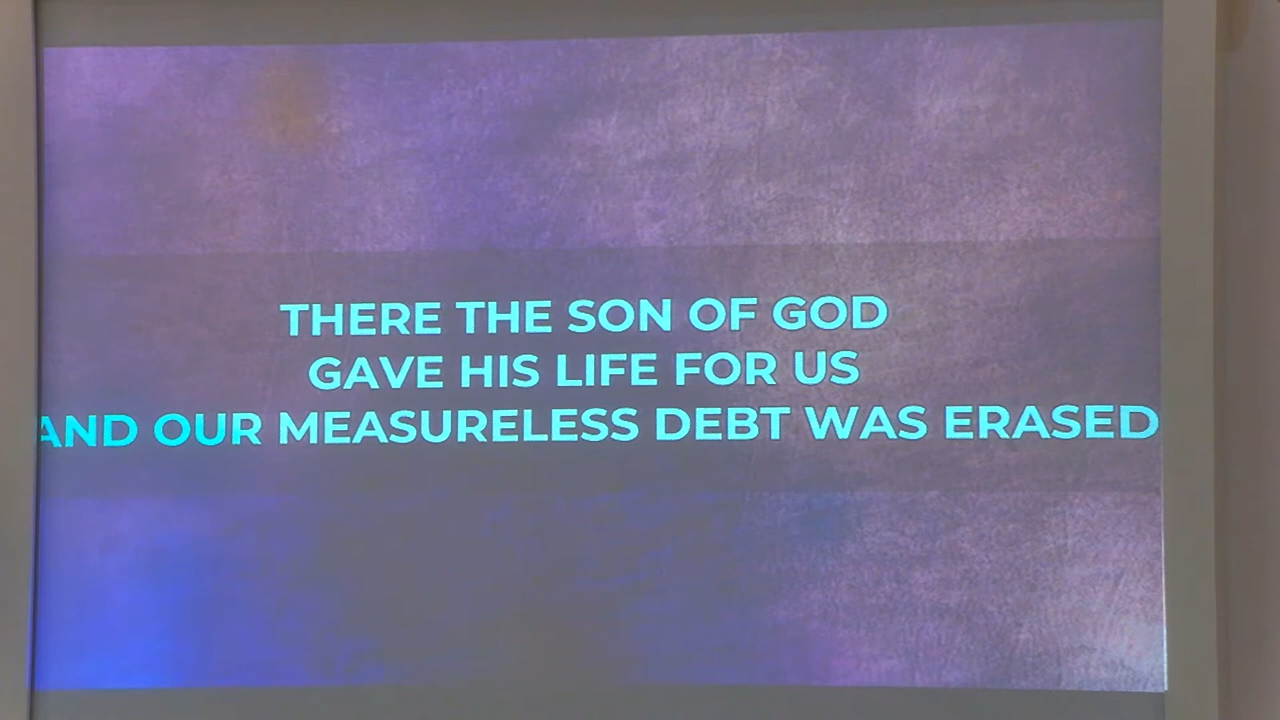 THERE THE SON OF GOD
GAVE HIS LIFE FOR US
AND OUR MEASURELESS DEBT WAS ERASED